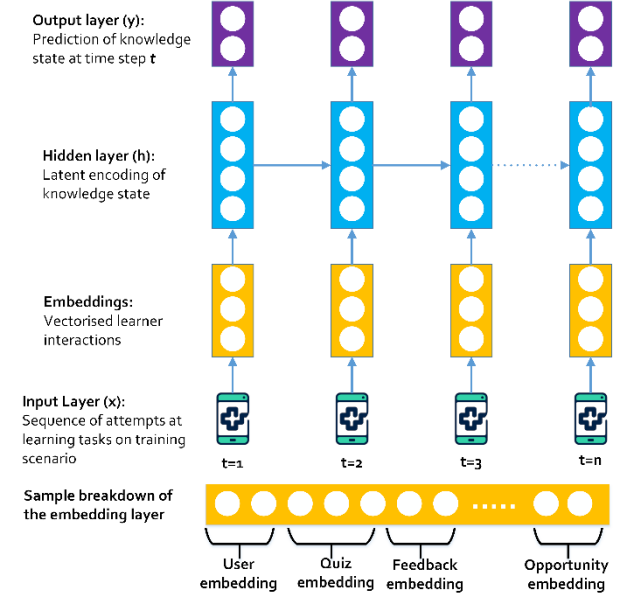 Output layer (y):
Prediction of knowledge
state at time step t
Hidden layer (h):
Latent encoding of
knowledge state
Embeddings:
Vectorised learner
interactions
Input Layer (x):
Sequence of attempts at
learning tasks on training
scenario
t=1
t=2
t=3
t=n
Sample breakdown of
the embedding layer
User
embedding
Quiz
embedding
Feedback
embedding
Opportunity
embedding